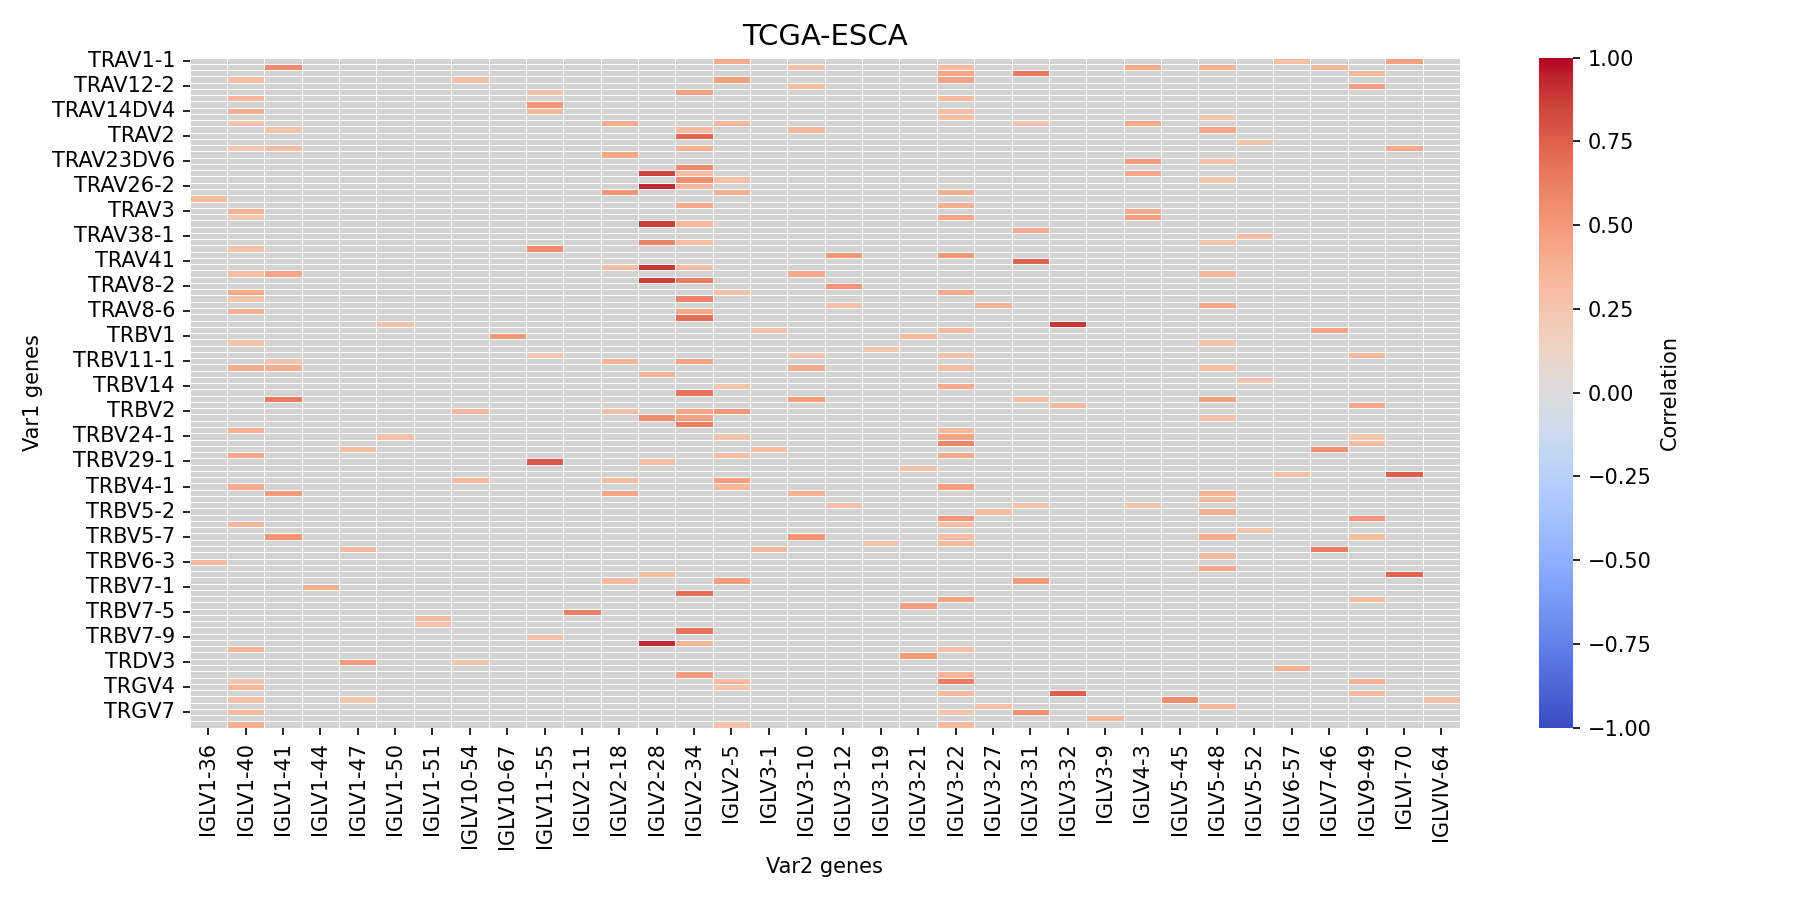 TCGA-ESCA
TRAV1-1
TRAV12-2
TRAV14DV4
TRAV2
TRAV23DV6
TRAV26-2
TRAV3
TRAV38-1
TRAV41
TRAV8-2
TRAV8-6
TRBV1
TRBV11-1
TRBV14
TRBV2
TRBV24-1
TRBV29-1
TRBV4-1
TRBV5-2
TRBV5-7
TRBV6-3
TRBV7-1
TRBV7-5
TRBV7-9
TRDV3
TRGV4
TRGV7
Var1 genes
IGLV1-36
IGLV1-40
IGLV1-41
IGLV1-44
IGLV1-47
IGLV1-50
IGLV1-51
IGLV10-54
IGLV10-67
IGLV11-55
IGLV2-11
IGLV2-18
IGLV2-28
IGLV2-34
IGLV2-5
IGLV3-1
IGLV3-10
IGLV3-12
IGLV3-19
IGLV3-21
IGLV3-22
IGLV3-27
IGLV3-31
IGLV3-32
IGLV3-9
IGLV4-3
IGLV5-45
IGLV5-48
IGLV5-52
IGLV6-57
IGLV7-46
IGLV9-49
IGLVI-70
IGLVIV-64
Var2 genes
1.00
0.75
0.50
0.25
0.00
−0.25
−0.50
−0.75
−1.00
Correlation